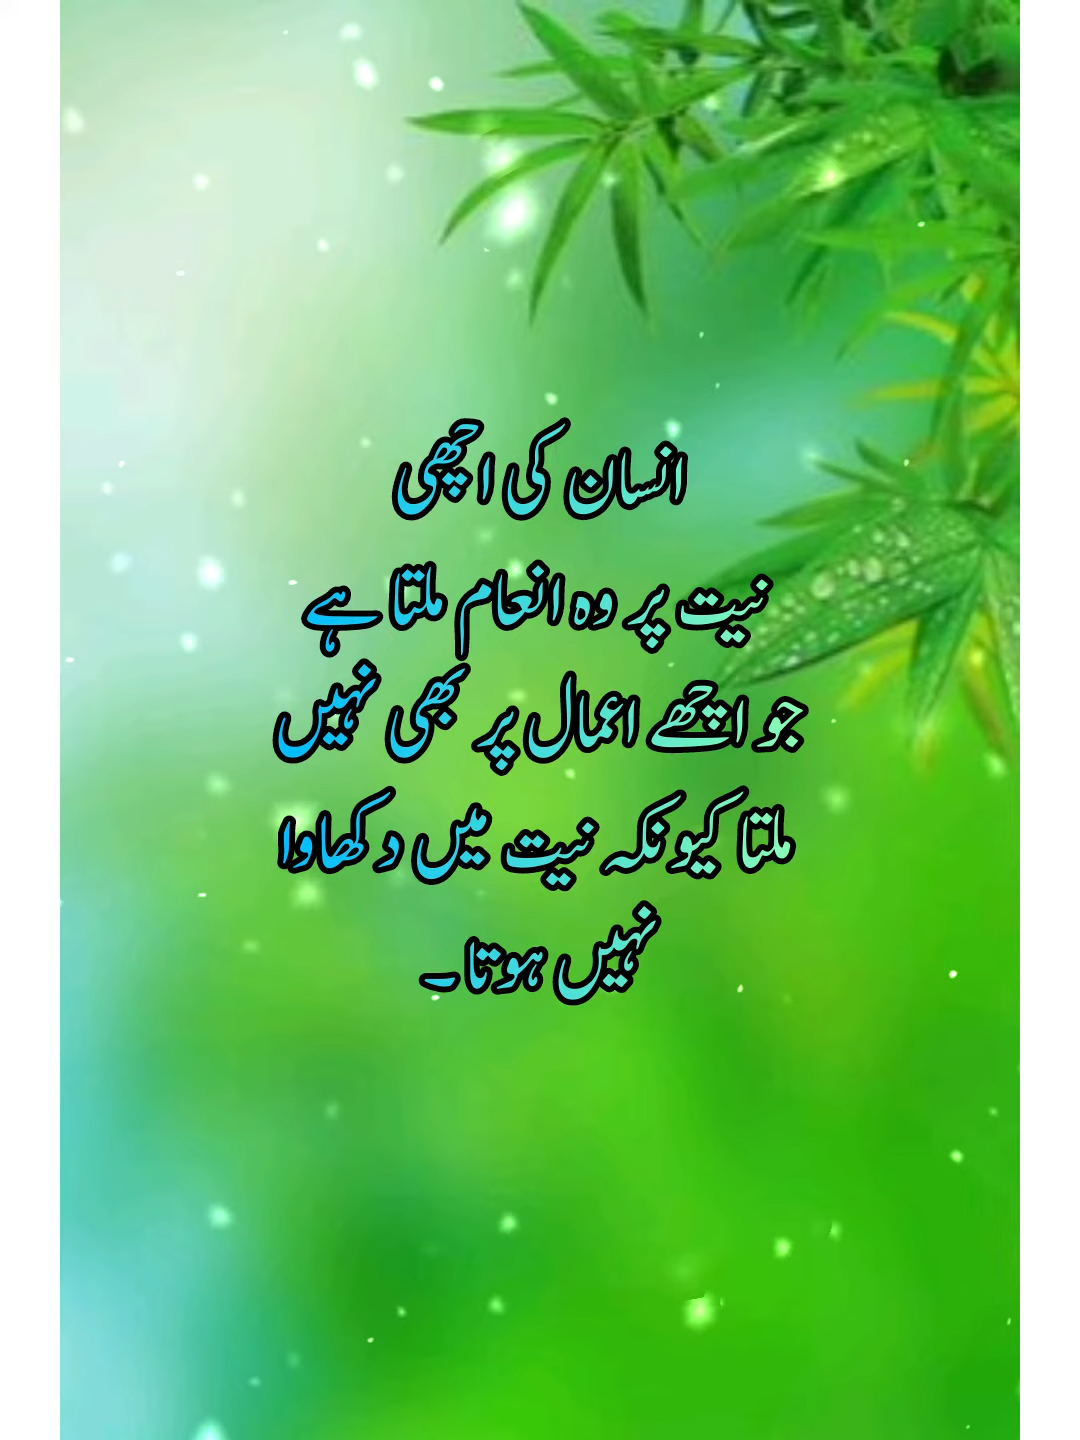 انسان کی اچھی
نیت پر وہ انعام ملتا ہے
جو اچھے اعمال پر بھی نہیں
ملتا کیونکہ نیت میں دکھاوا
نہیں ہوتا۔